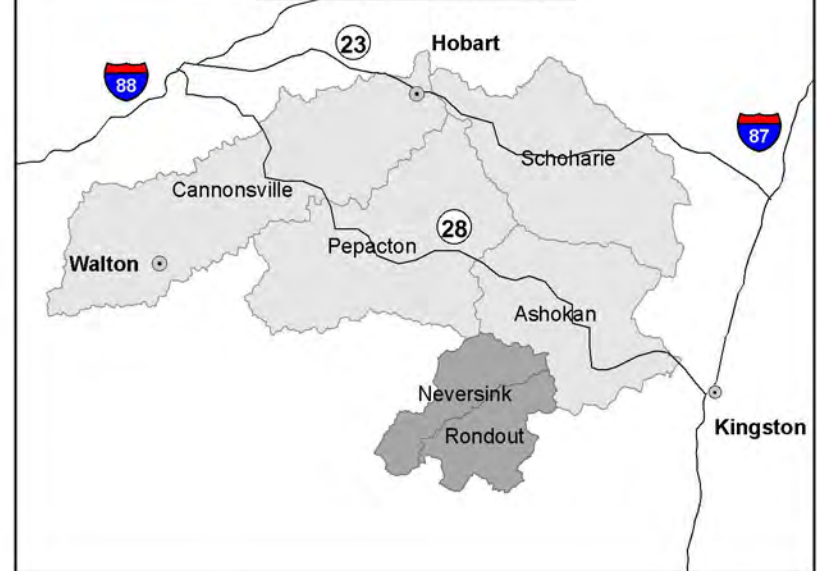 23
Hobart
88
87
Schoharie
Cannonsville
28
Pepacton
Walton
Ashokan
Neversink
Kingston
Rondout